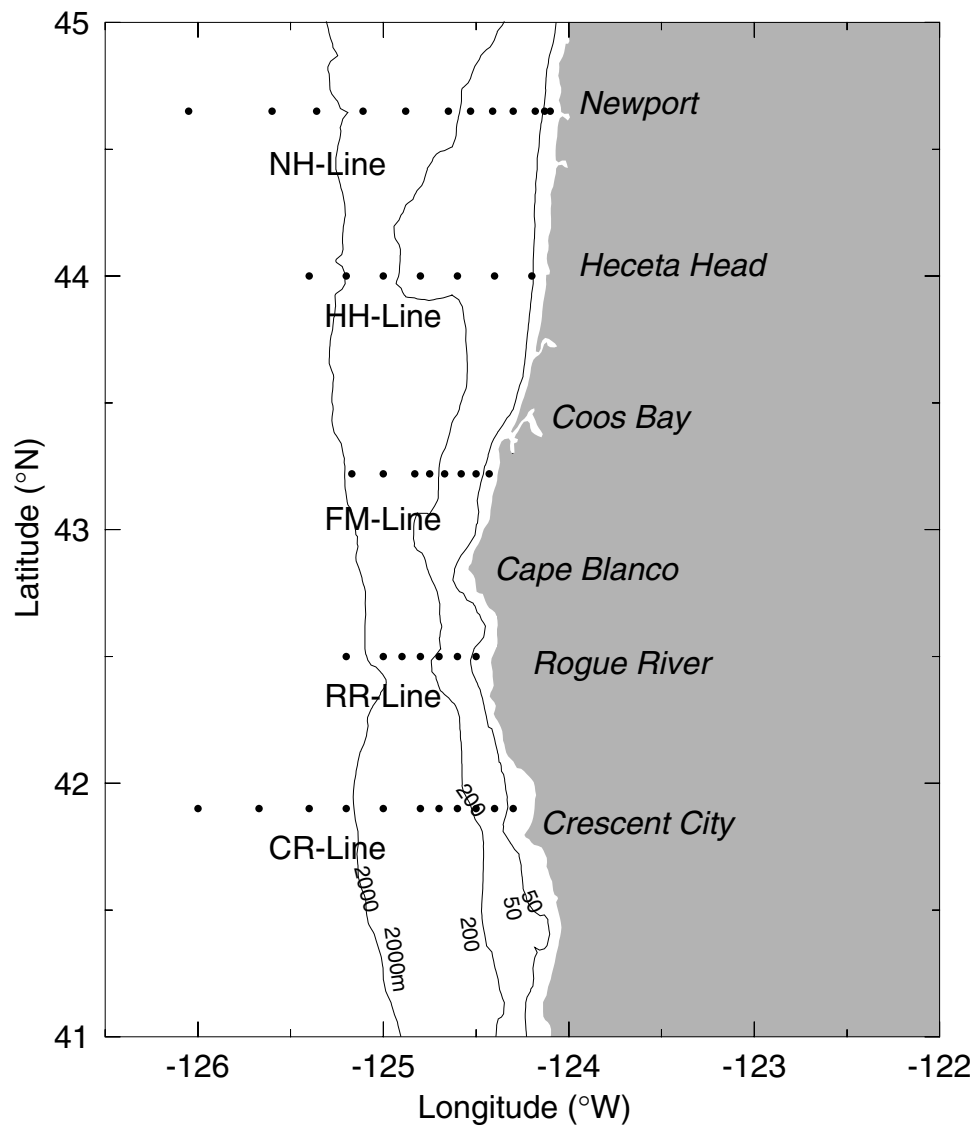 45
Newport
NH-Line
44
Heceta Head
HH-Line
Coos Bay
43
FM-Line
Cape Blanco
Rogue River
RR-Line
42
200
Crescent City
CR-Line
2000
50
50
200
2000m
41
-126
-125
-124
-123
-122
Longitude (°W)
Latitude (°N)